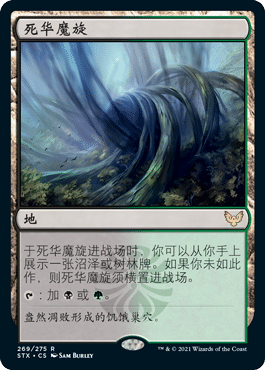 死华魔旋
地
于死华魔旋进战场时，你可以从你手上
展示一张沼泽或树林牌。如果你未如此
作，则死华魔旋须横置进战场。
：加或。
盎然凋败形成的饥饿巢穴。
269/275 R
STX • CS SAM BURLEY
™ & © 2021 Wizards of the Coast